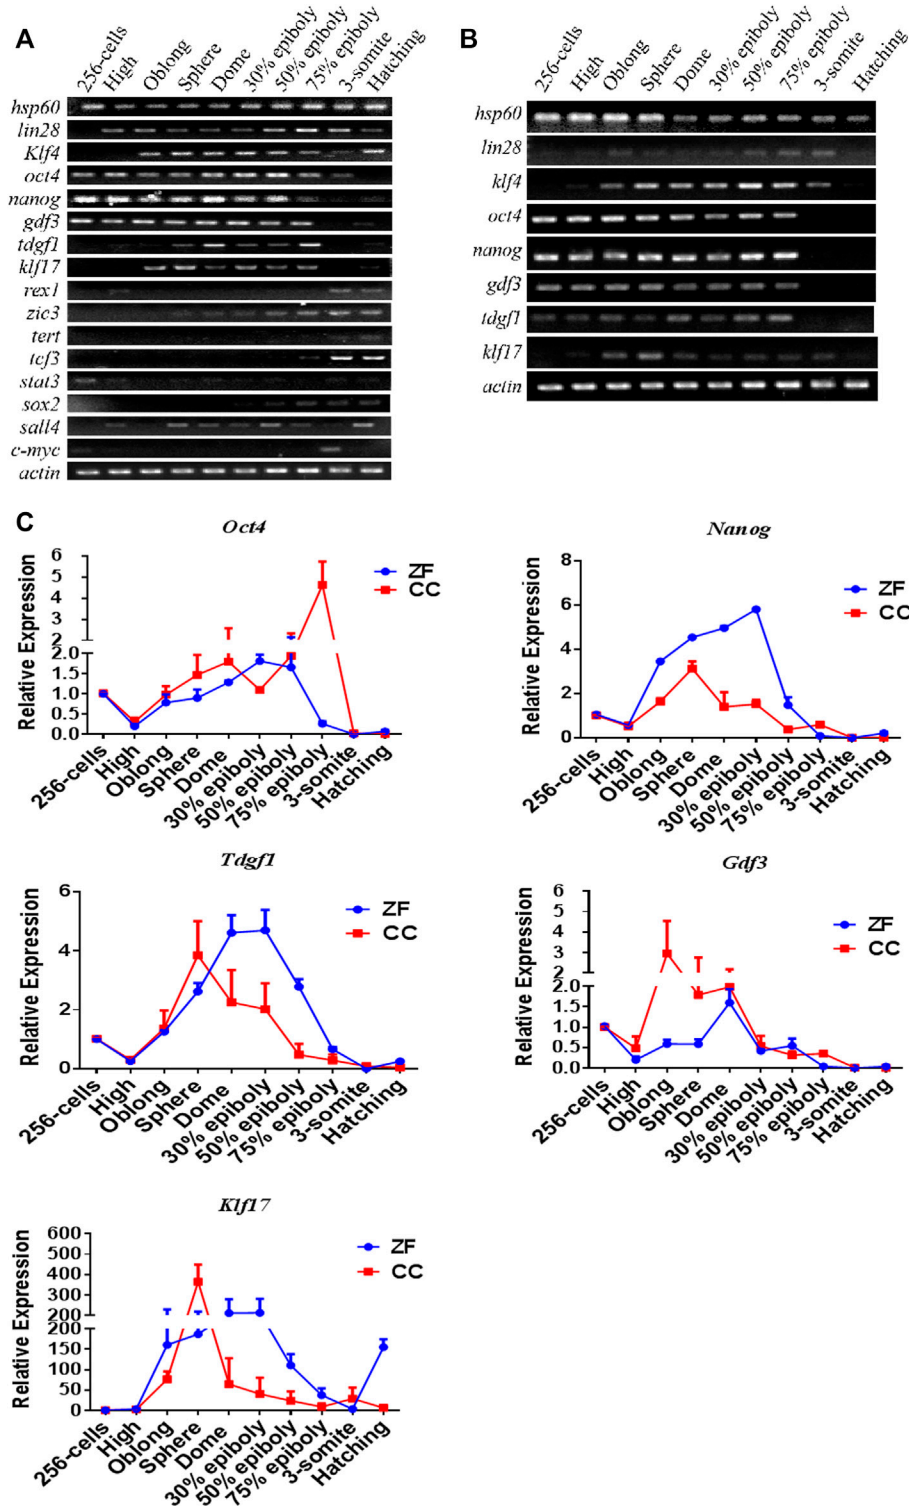 A
256-cells
High
Oblong
Sphere
Dome
30% epiboly
50% epiboly
75% epiboly
3-somite
Hatching
hsp60
lin28
Klf4
oct4
nanog
gdf3
tdgf1
klf17
rex1
zic3
tert
tcf3
stat3
sox2
sall4
c-myc
actin
B
256-cells
High
Oblong
Sphere
Dome
30% epiboly
50% epiboly
75% epiboly
3-somite
Hatching
hsp60
lin28
klf4
oct4
nanog
gdf3
tdgf1
klf17
actin
C
Oct4
Relative Expression
6
5
4
3
2
2.0
1.5
1.0
0.5
0.0
ZF
CC
256-cells
High
Oblong
Sphere
Dome
30% epiboly
50% epiboly
75% epiboly
3-somite
Hatching
Nanog
Relative Expression
8
6
4
2
0
ZF
CC
256-cells
High
Oblong
Sphere
Dome
30% epiboly
50% epiboly
75% epiboly
3-somite
Hatching
Tdgf1
Relative Expression
6
4
2
0
ZF
CC
256-cells
High
Oblong
Sphere
Dome
30% epiboly
50% epiboly
75% epiboly
3-somite
Hatching
Gdf3
Relative Expression
6
5
4
3
2
2.0
1.5
1.0
0.5
0.0
ZF
CC
256-cells
High
Oblong
Sphere
Dome
30% epiboly
50% epiboly
75% epiboly
3-somite
Hatching
Klf17
Relative Expression
600
500
400
300
200
200
150
100
50
0
ZF
CC
256-cells
High
Oblong
Sphere
Dome
30% epiboly
50% epiboly
75% epiboly
3-somite
Hatching